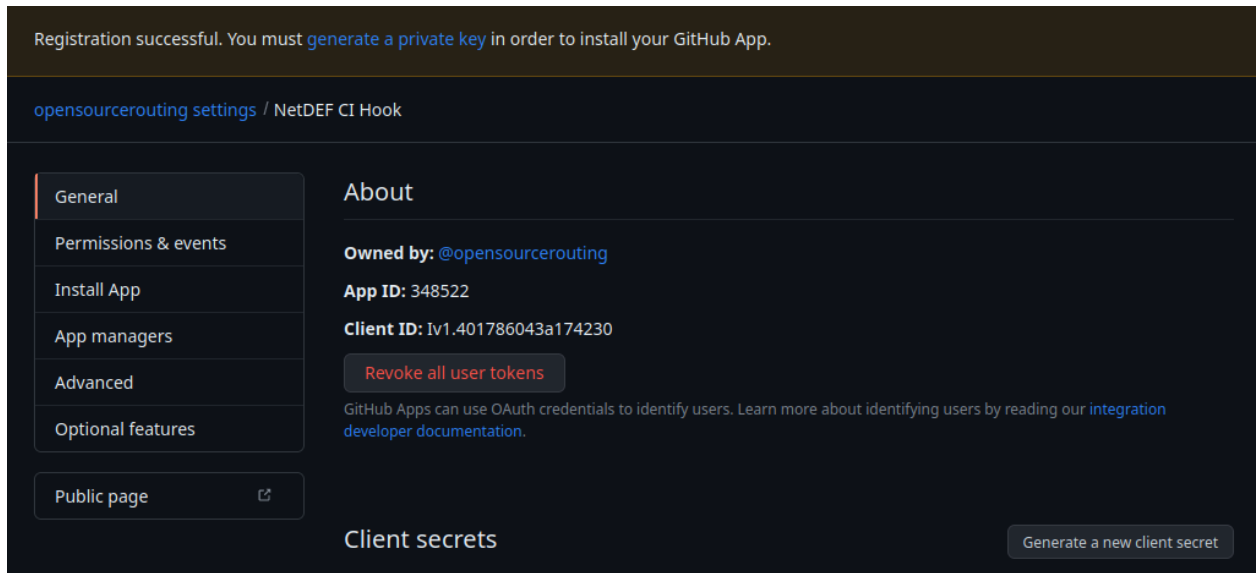 Registration successful. You must generate a private key in order to install your GitHub App.
opensourcerouting settings / NetDEF CI Hook
General
Permissions & events
Install App
App managers
Advanced
Optional features
Public page
About
Owned by: @opensourcerouting
App ID: 348522
Client ID: Iv1.401786043a174230
Revoke all user tokens
GitHub Apps can use OAuth credentials to identify users. Learn more about identifying users by reading our integration
developer documentation.
Client secrets
Generate a new client secret